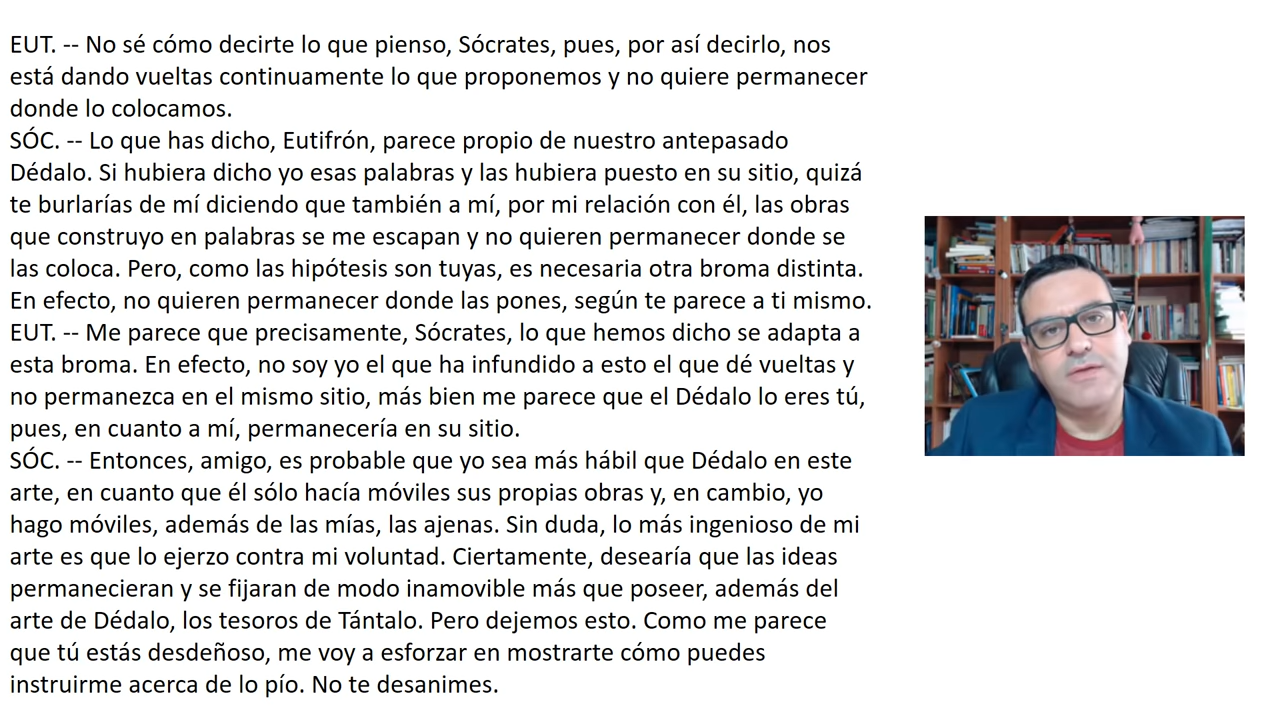 EUT. -- No sé cómo decirte lo que pienso, Sócrates, pues, por así decirlo, nos
está dando vueltas continuamente lo que proponemos y no quiere permanecer
donde lo colocamos.
SÓC. -- Lo que has dicho, Eutifrón, parece propio de nuestro antepasado
Dédalo. Si hubiera dicho yo esas palabras y las hubiera puesto en su sitio, quizá
te burlarías de mí diciendo que también a mí, por mi relación con él, las obras
que construyo en palabras se me escapan y no quieren permanecer donde se
las coloca. Pero, como las hipótesis son tuyas, es necesaria otra broma distinta.
En efecto, no quieren permanecer donde las pones, según te parece a ti mismo.
EUT. -- Me parece que precisamente, Sócrates, lo que hemos dicho se adapta a
esta broma. En efecto, no soy yo el que ha infundido a esto el que dé vueltas y
no permanezca en el mismo sitio, más bien me parece que el Dédalo lo eres tú,
pues, en cuanto a mí, permanecería en su sitio.
SÓC. -- Entonces, amigo, es probable que yo sea más hábil que Dédalo en este
arte, en cuanto que él sólo hacía móviles sus propias obras y, en cambio, yo
hago móviles, además de las mías, las ajenas. Sin duda, lo más ingenioso de mi
arte es que lo ejerzo contra mi voluntad. Ciertamente, desearía que las ideas
permanecieran y se fijaran de modo inamovible más que poseer, además del
arte de Dédalo, los tesoros de Tántalo. Pero dejemos esto. Como me parece
que tú estás desdeñoso, me voy a esforzar en mostrarte cómo puedes
instruirme acerca de lo pío. No te desanimes.